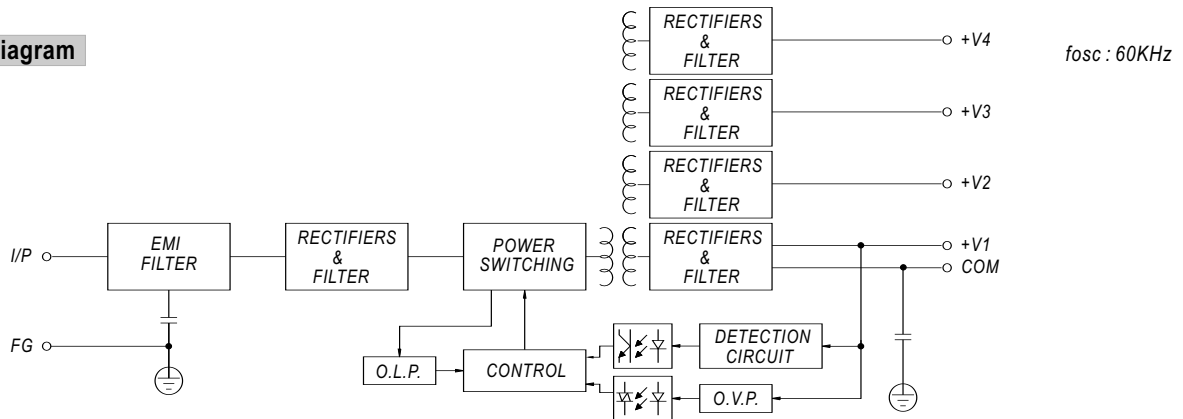 iagram
RECTIFIERS
&
FILTER
+V4
fosc : 60KHz
RECTIFIERS
&
FILTER
+V3
RECTIFIERS
&
FILTER
+V2
I/P
EMI
FILTER
RECTIFIERS
&
FILTER
POWER
SWITCHING
RECTIFIERS
&
FILTER
+V1
COM
FG
O.L.P.
CONTROL
DETECTION
CIRCUIT
O.V.P.